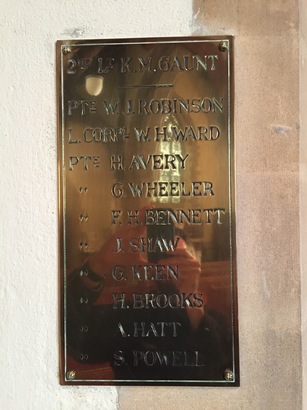 2ND LT K.M. GAUNT
PTE W.J. ROBINSON
L. CORPL W.H. WARD
PTE H. AVERY
" G. WHEELER
" F.H. BENNETT
" J. SHAW
" G. KEEN
" H. BROOKS
" A. HATT
" S. POWELL